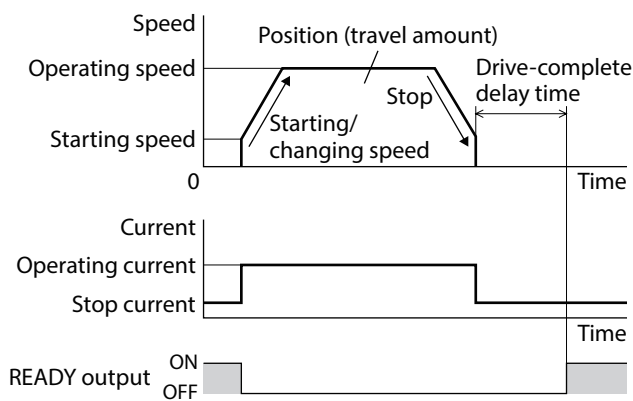 Speed
Position (travel amount)
Operating speed
Drive-complete
delay time
Stop
Starting/
changing speed
Starting speed
0
Time
Current
Operating current
Stop current
Time
READY output
ON
OFF